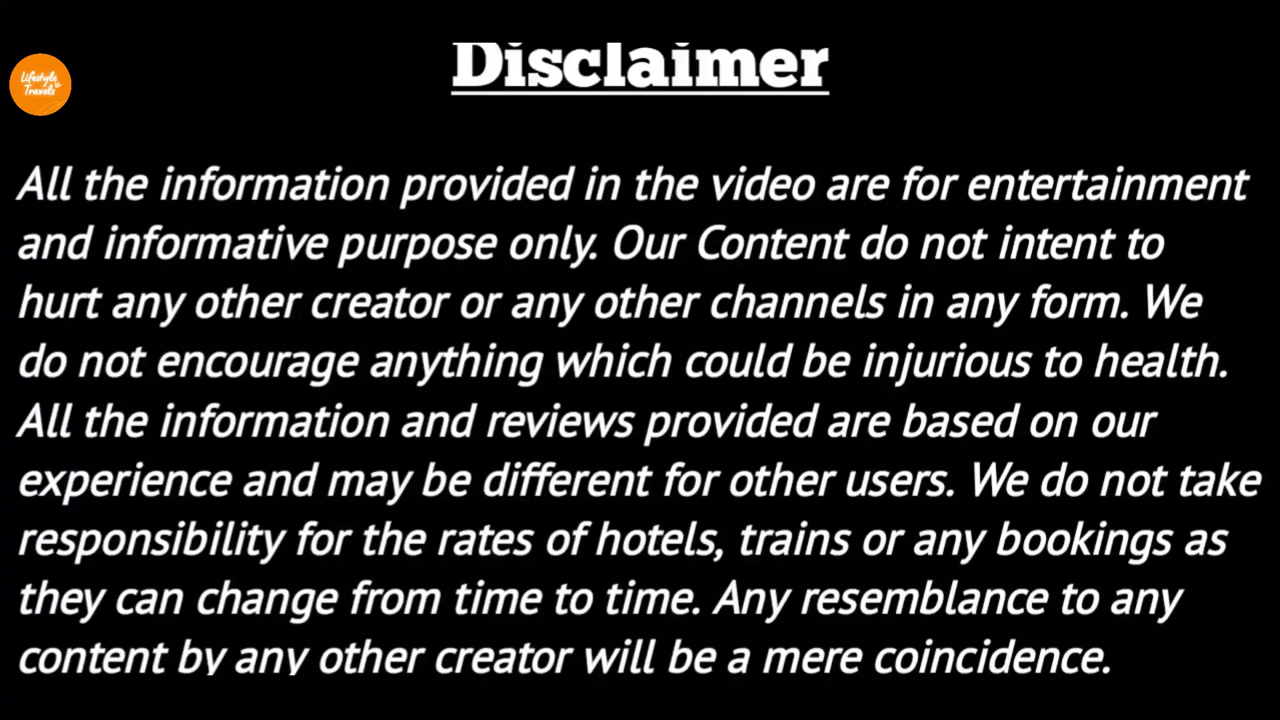 Disclaimer
Lifestyle
Travels
All the information provided in the video are for entertainment
and informative purpose only. Our Content do not intent to
hurt any other creator or any other channels in any form. We
do not encourage anything which could be injurious to health.
All the information and reviews provided are based on our
experience and may be different for other users. We do not take
responsibility for the rates of hotels, trains or any bookings as
they can change from time to time. Any resemblance to any
content by any other creator will be a mere coincidence.